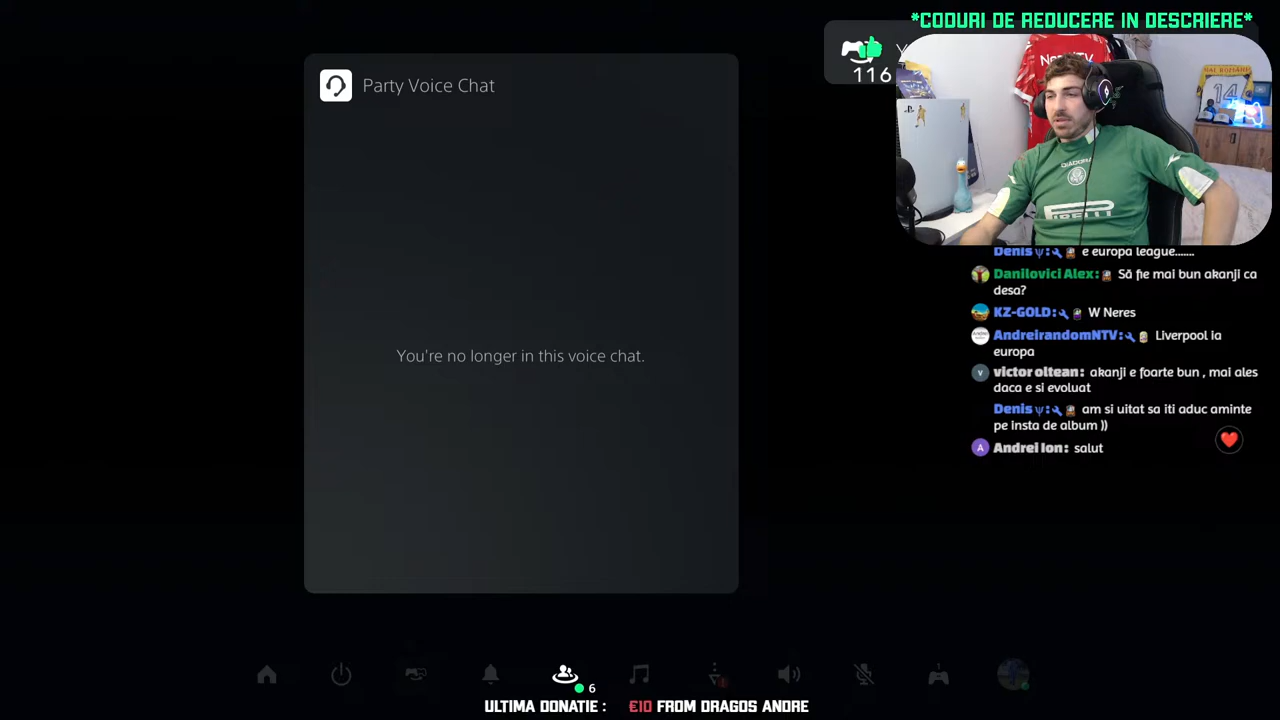 *CODURI DE REDUCERE IN DESCRIERE*
Party Voice Chat
116
You're no longer in this voice chat.
DIADORA
PIRELLI
14
Denis ψ: e europa league.......
Danilovici Alex: Să fie mai bun akanji ca
desa?
KZ-GOLD: W Neres
AndreirandomNTV: Liverpool ia
europa
victor oltean: akanji e foarte bun , mai ales
daca e si evoluat
Denis ψ: am si uitat sa iti aduc aminte
pe insta de album ))
Andrei Ion: salut
6
ULTIMA DONATIE : €10 FROM DRAGOS ANDRE